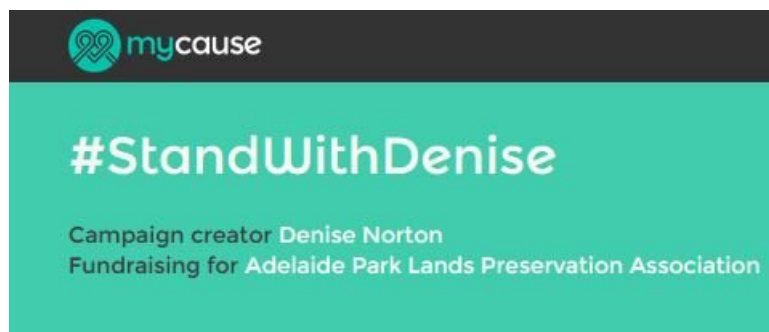 mycause
#StandWithDenise
Campaign creator Denise Norton
Fundraising for Adelaide Park Lands Preservation Association